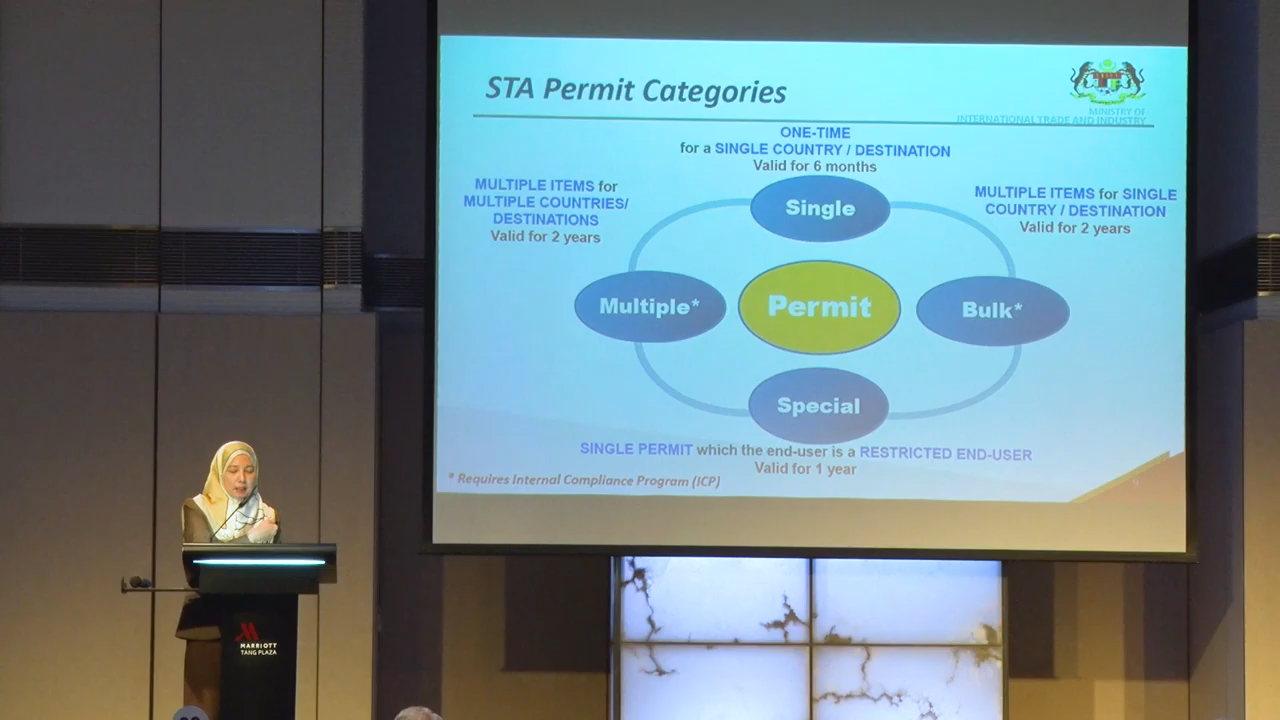 STA Permit Categories
MINISTRY OF
INTERNATIONAL TRADE AND INDUSTRY
ONE-TIME
for a SINGLE COUNTRY / DESTINATION
Valid for 6 months
MULTIPLE ITEMS for
MULTIPLE COUNTRIES/
DESTINATIONS
Valid for 2 years
MULTIPLE ITEMS for SINGLE
COUNTRY / DESTINATION
Valid for 2 years
Single
Multiple*
Permit
Bulk*
Special
SINGLE PERMIT which the end-user is a RESTRICTED END-USER
Valid for 1 year
* Requires Internal Compliance Program (ICP)
MARRIOTT
TANG PLAZA